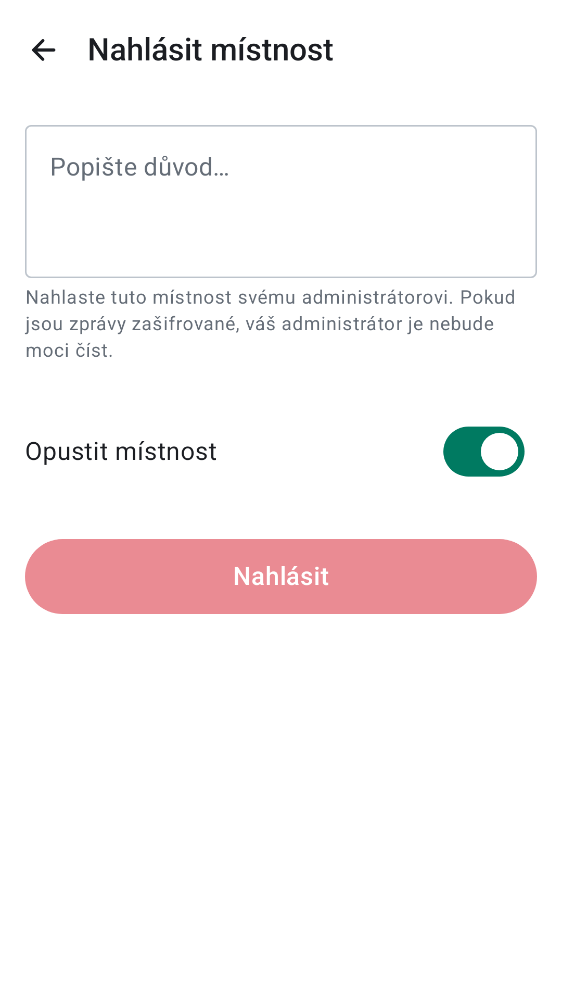 Nahlásit místnost
Popište důvod…
Nahlaste tuto místnost svému administrátorovi. Pokud
jsou zprávy zašifrované, váš administrátor je nebude
moci číst.
Opustit místnost
Nahlásit